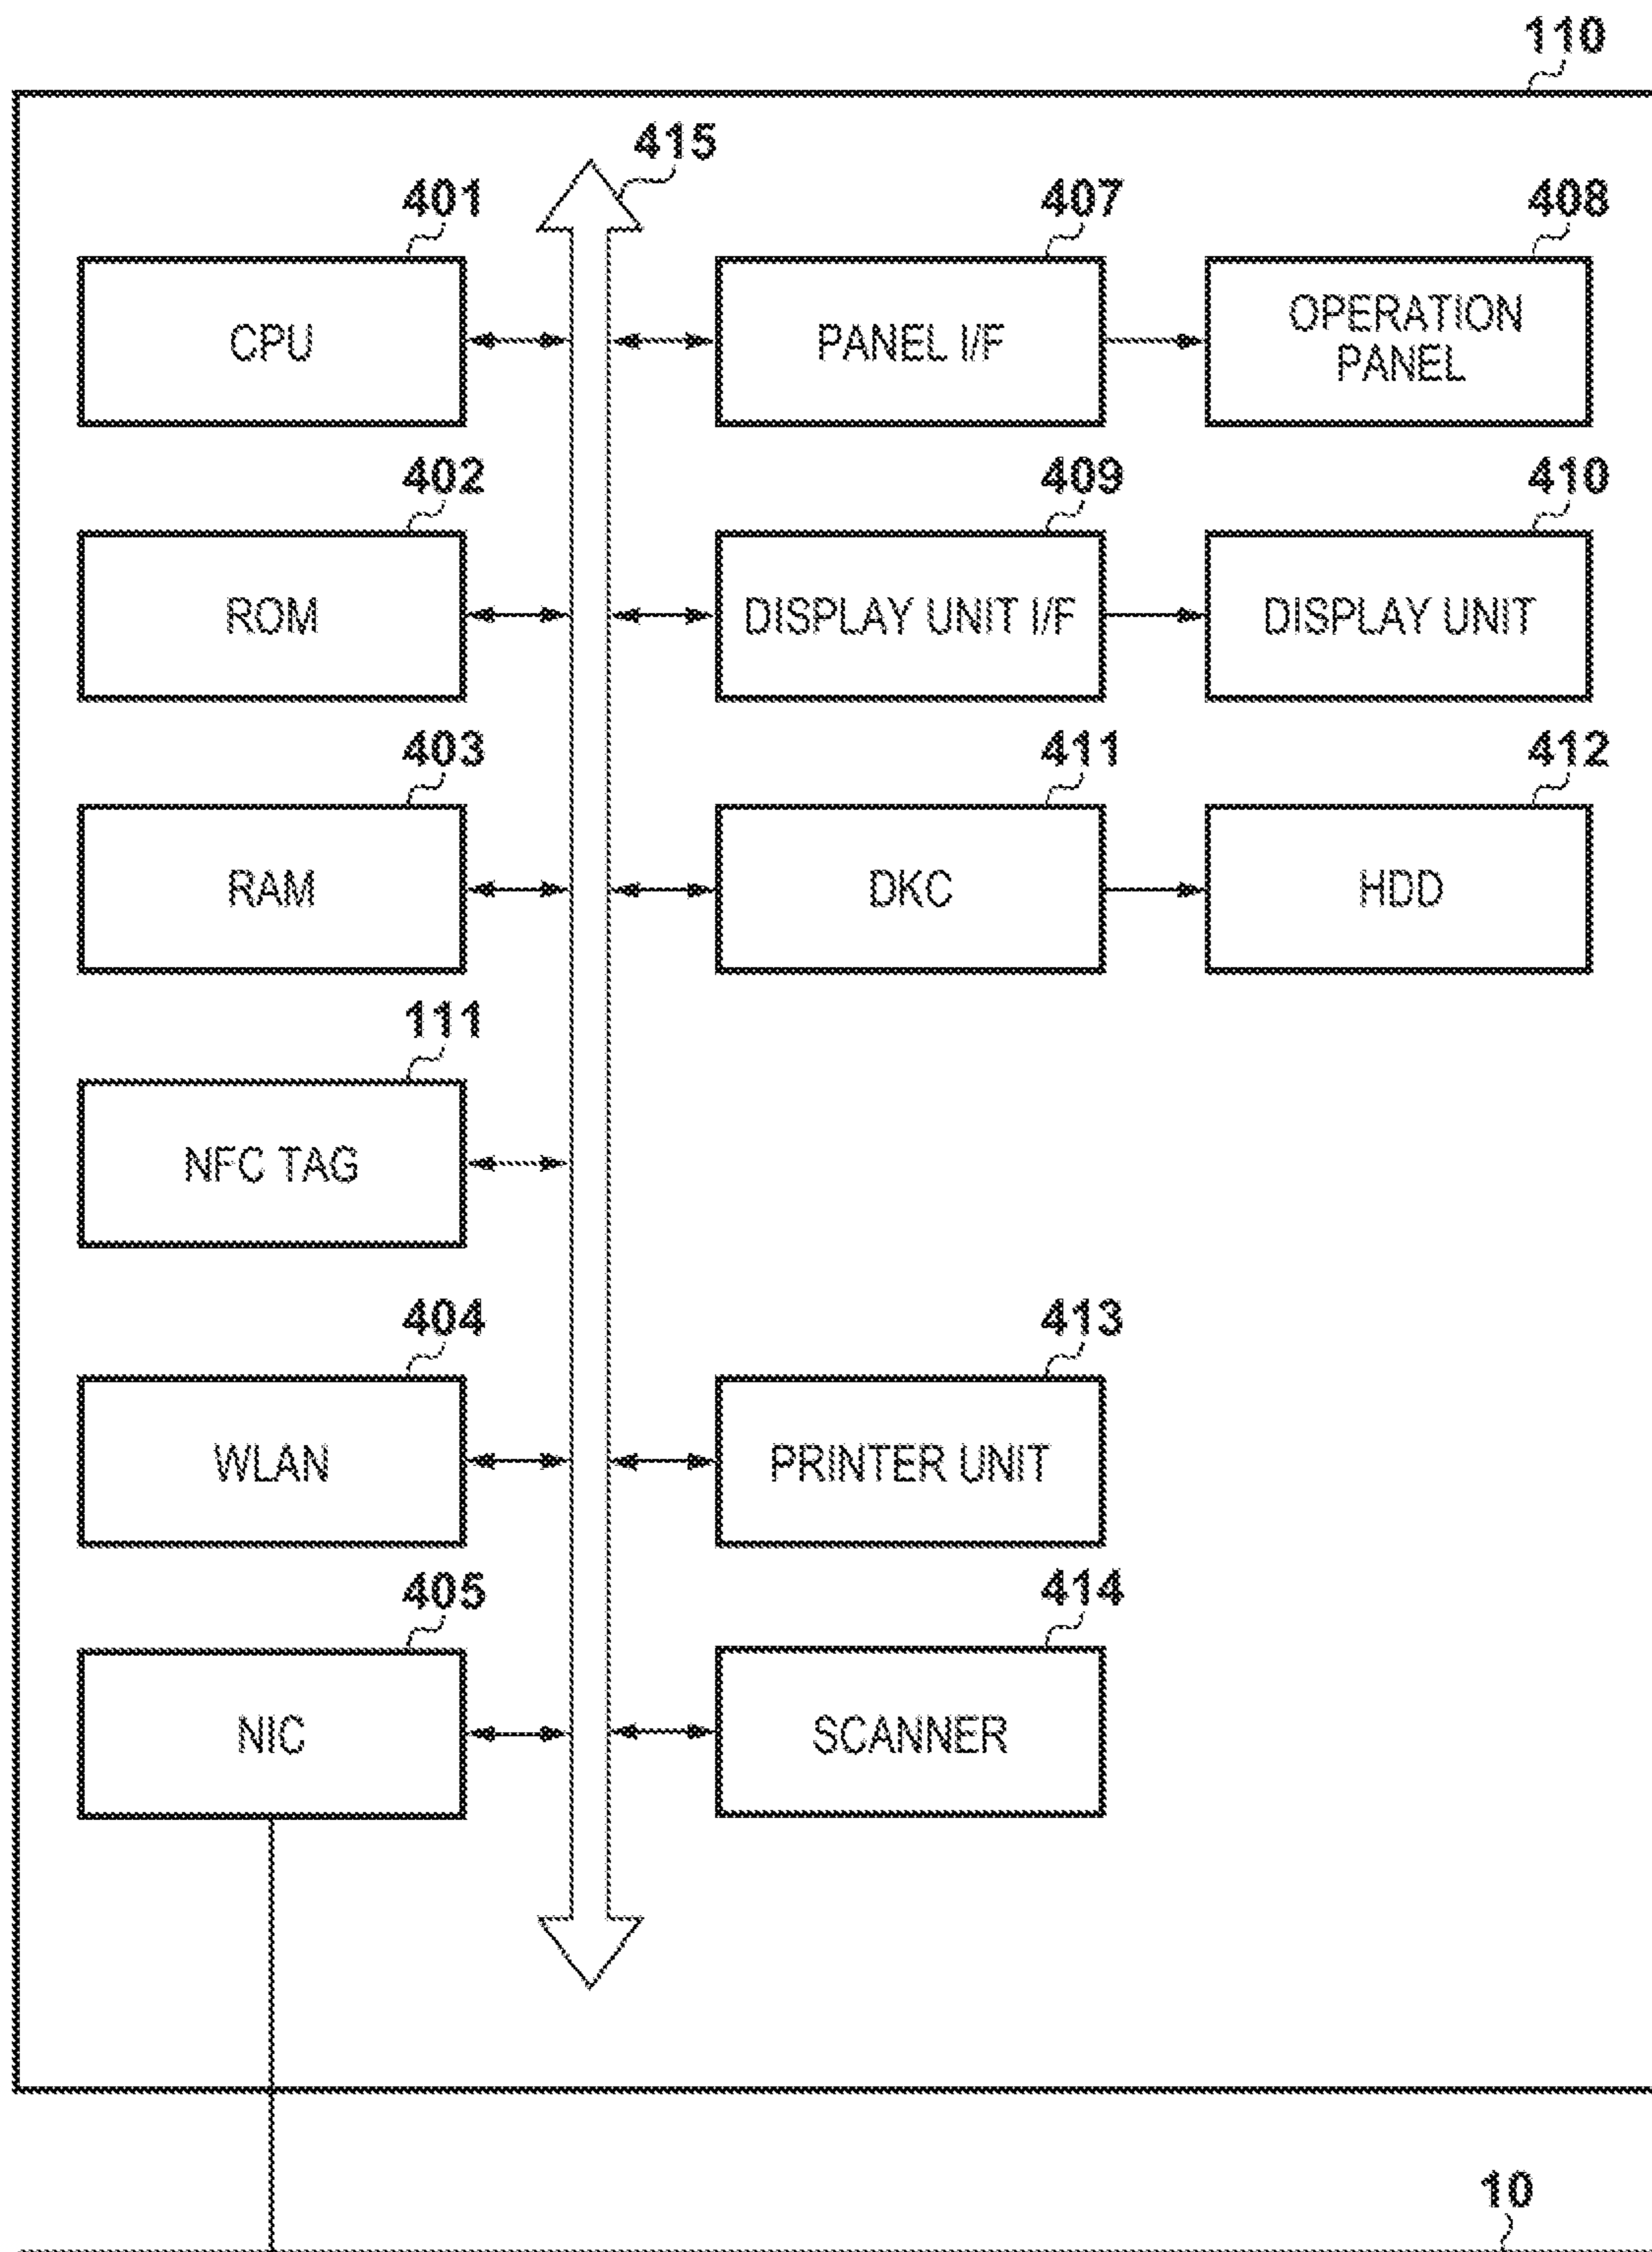 110
415
401
407
408
CPU
PANEL I/F
OPERATION
PANEL
402
409
410
ROM
DISPLAY UNIT I/F
DISPLAY UNIT
403
411
412
RAM
DKC
HDD
111
NFC TAG
404
413
WLAN
PRINTER UNIT
405
414
NIC
SCANNER
10